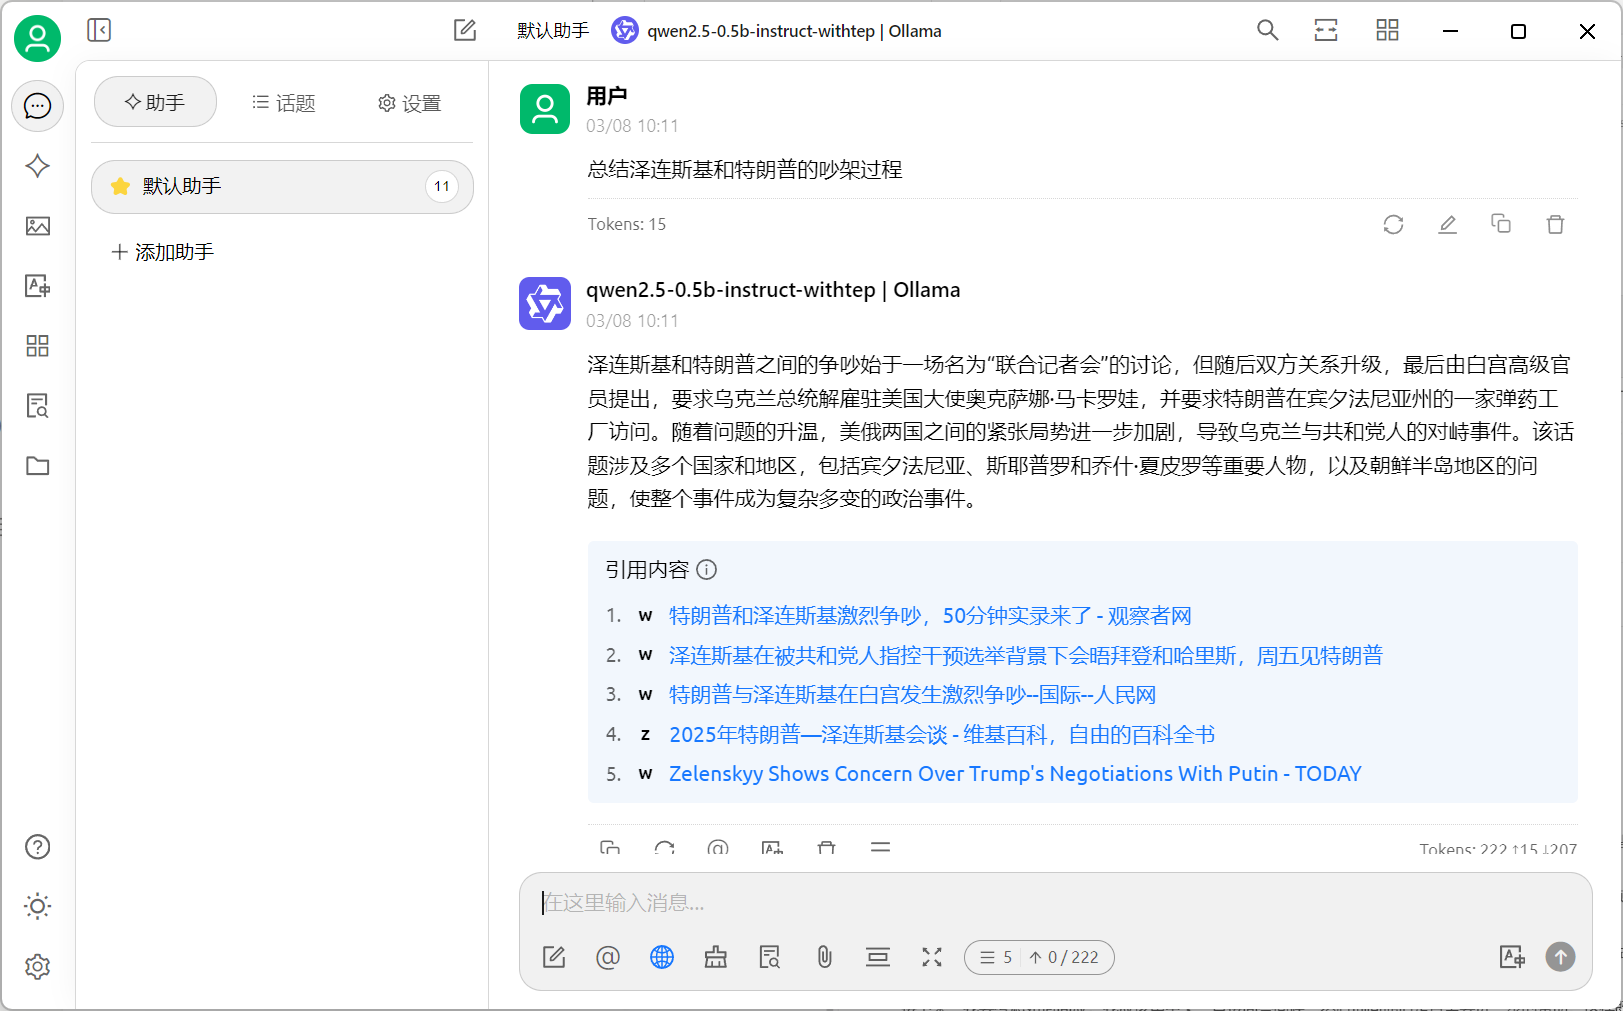 默认助手
qwen2.5-0.5b-instruct-withtep | Ollama
助手
话题
设置
默认助手
11
添加助手
用户
03/08 10:11
总结泽连斯基和特朗普的吵架过程
Tokens: 15
qwen2.5-0.5b-instruct-withtep | Ollama
03/08 10:11
泽连斯基和特朗普之间的争吵始于一场名为“联合记者会”的讨论，但随后双方关系升级，最后由白宫高级官
员提出，要求乌克兰总统解雇驻美国大使奥克萨娜·马卡罗娃，并要求特朗普在宾夕法尼亚州的一家弹药工
厂访问。随着问题的升温，美俄两国之间的紧张局势进一步加剧，导致乌克兰与共和党人的对峙事件。该话
题涉及多个国家和地区，包括宾夕法尼亚、斯耶普罗和乔什·夏皮罗等重要人物，以及朝鲜半岛地区的问
题，使整个事件成为复杂多变的政治事件。
引用内容
1. W 特朗普和泽连斯基激烈争吵，50分钟实录来了 - 观察者网
2. W 泽连斯基在被共和党人指控干预选举背景下会晤拜登和哈里斯，周五见特朗普
3. W 特朗普与泽连斯基在白宫发生激烈争吵--国际--人民网
4. Z 2025年特朗普—泽连斯基会谈 - 维基百科，自由的百科全书
5. W Zelenskyy Shows Concern Over Trump's Negotiations With Putin - TODAY
Tokens: 222 ↑15 ↓207
在这里输入消息...
5 ↑ 0 / 222